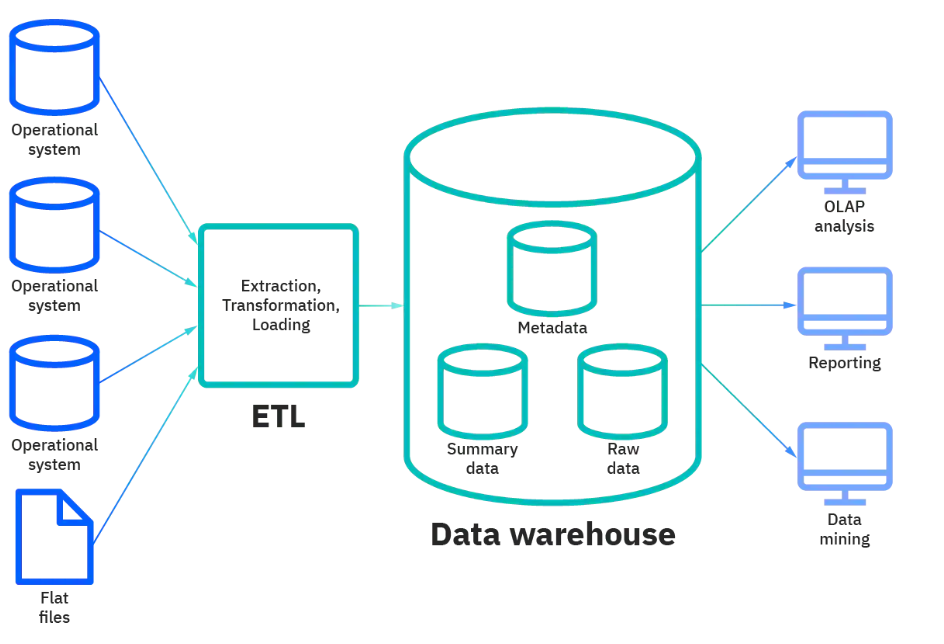 Operational
system
Operational
system
Operational
system
Flat
files
Extraction,
Transformation,
Loading
ETL
Metadata
Summary
data
Raw
data
Data warehouse
OLAP
analysis
Reporting
Data
mining